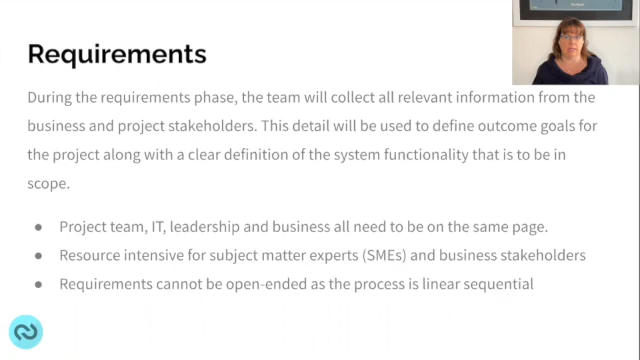 Requirements
During the requirements phase, the team will collect all relevant information from the
business and project stakeholders. This detail will be used to define outcome goals for
the project along with a clear definition of the system functionality that is to be in
scope.
● Project team, IT, leadership and business all need to be on the same page.
● Resource intensive for subject matter experts (SMEs) and business stakeholders
● Requirements cannot be open-ended as the process is linear sequential